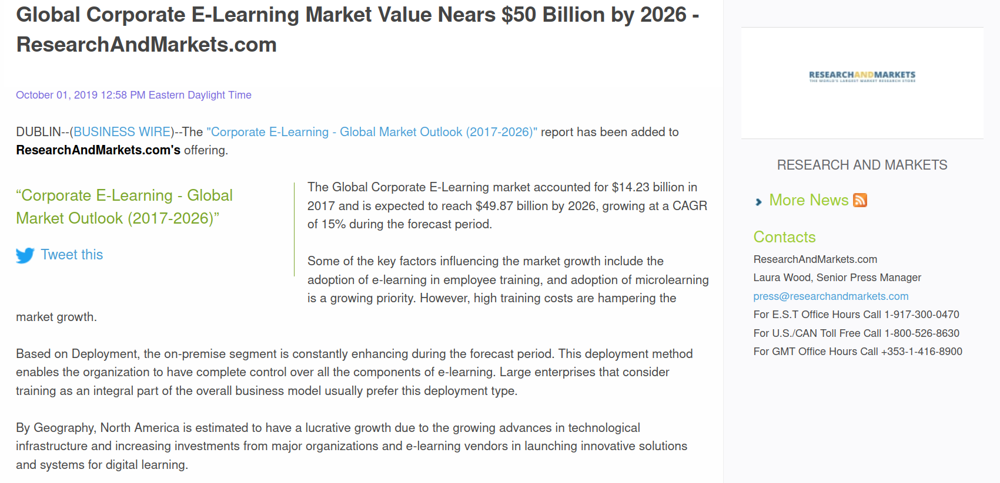 Global Corporate E-Learning Market Value Nears $50 Billion by 2026 -
ResearchAndMarkets.com
October 01, 2019 12:58 PM Eastern Daylight Time
DUBLIN--(BUSINESS WIRE)--The "Corporate E-Learning - Global Market Outlook (2017-2026)" report has been added to
ResearchAndMarkets.com's offering.
“Corporate E-Learning - Global
Market Outlook (2017-2026)”
Tweet this
The Global Corporate E-Learning market accounted for $14.23 billion in
2017 and is expected to reach $49.87 billion by 2026, growing at a CAGR
of 15% during the forecast period.
Some of the key factors influencing the market growth include the
adoption of e-learning in employee training, and adoption of microlearning
is a growing priority. However, high training costs are hampering the
market growth.
Based on Deployment, the on-premise segment is constantly enhancing during the forecast period. This deployment method
enables the organization to have complete control over all the components of e-learning. Large enterprises that consider
training as an integral part of the overall business model usually prefer this deployment type.
By Geography, North America is estimated to have a lucrative growth due to the growing advances in technological
infrastructure and increasing investments from major organizations and e-learning vendors in launching innovative solutions
and systems for digital learning.
RESEARCHANDMARKETS
THE WORLD'S LARGEST MARKET RESEARCH STORE
RESEARCH AND MARKETS
More News
Contacts
ResearchAndMarkets.com
Laura Wood, Senior Press Manager
press@researchandmarkets.com
For E.S.T Office Hours Call 1-917-300-0470
For U.S./CAN Toll Free Call 1-800-526-8630
For GMT Office Hours Call +353-1-416-8900